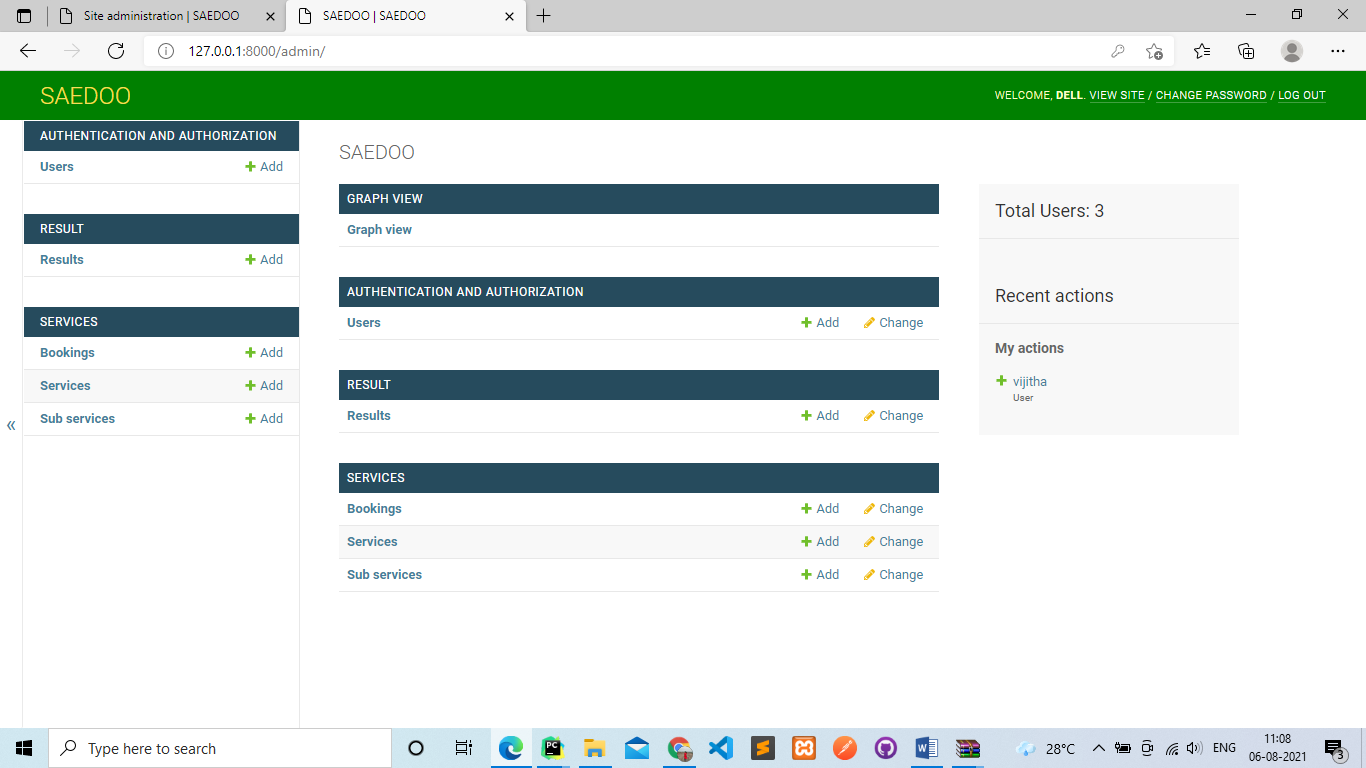 Site administration | SAEDOO
SAEDOO | SAEDOO
127.0.0.1:8000/admin/
SAEDOO
WELCOME, DELL. VIEW SITE / CHANGE PASSWORD / LOG OUT
AUTHENTICATION AND AUTHORIZATION
Users Add
RESULT
Results Add
SERVICES
Bookings Add
Services Add
Sub services Add
«
SAEDOO
GRAPH VIEW
Graph view
AUTHENTICATION AND AUTHORIZATION
Users Add Change
RESULT
Results Add Change
SERVICES
Bookings Add Change
Services Add Change
Sub services Add Change
Total Users: 3
Recent actions
My actions
vijitha
User
Type here to search
PC
28°C
ENG
11:08
06-08-2021
3